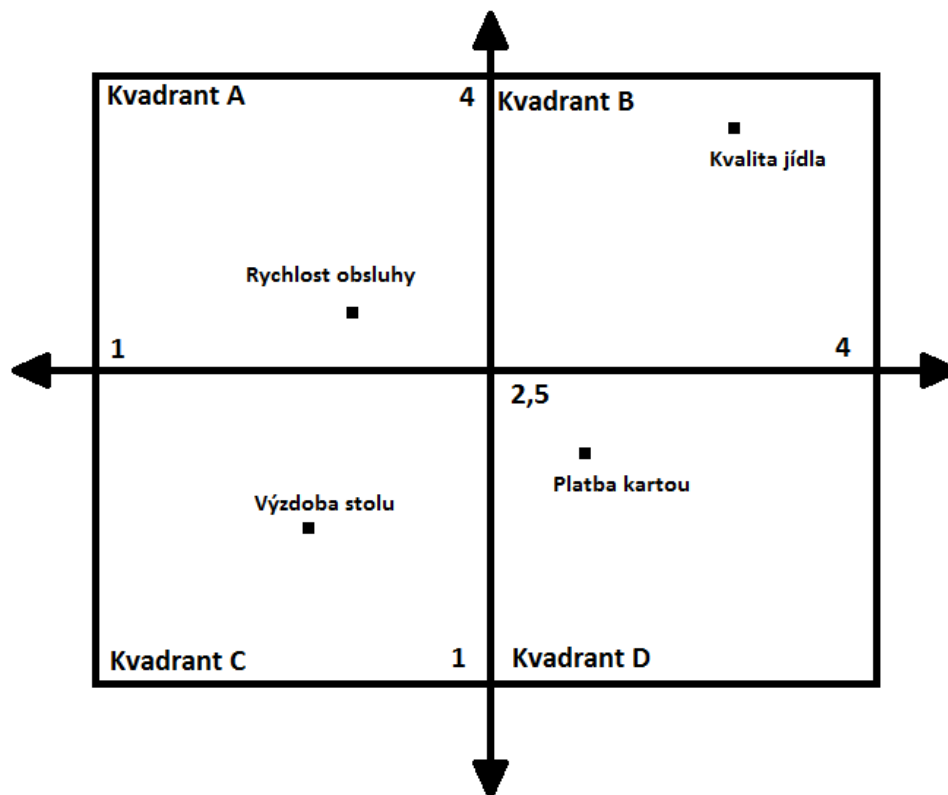 Kvadrant A
4
Kvadrant B
Kvalita jídla
Rychlost obsluhy
1
4
2,5
Platba kartou
Výzdoba stolu
Kvadrant C
1
Kvadrant D